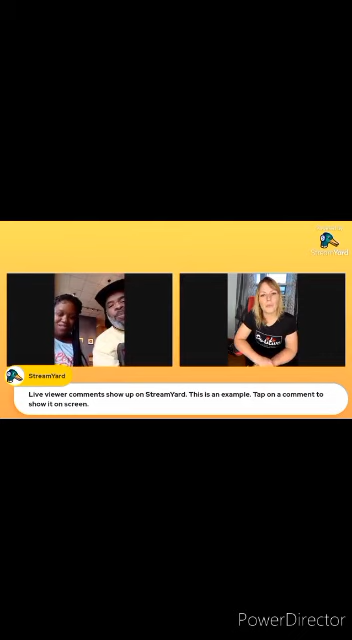 StreamYard
StreamYard
Live viewer comments show up on StreamYard. This is an example. Tap on a comment to
show it on screen.
PowerDirector